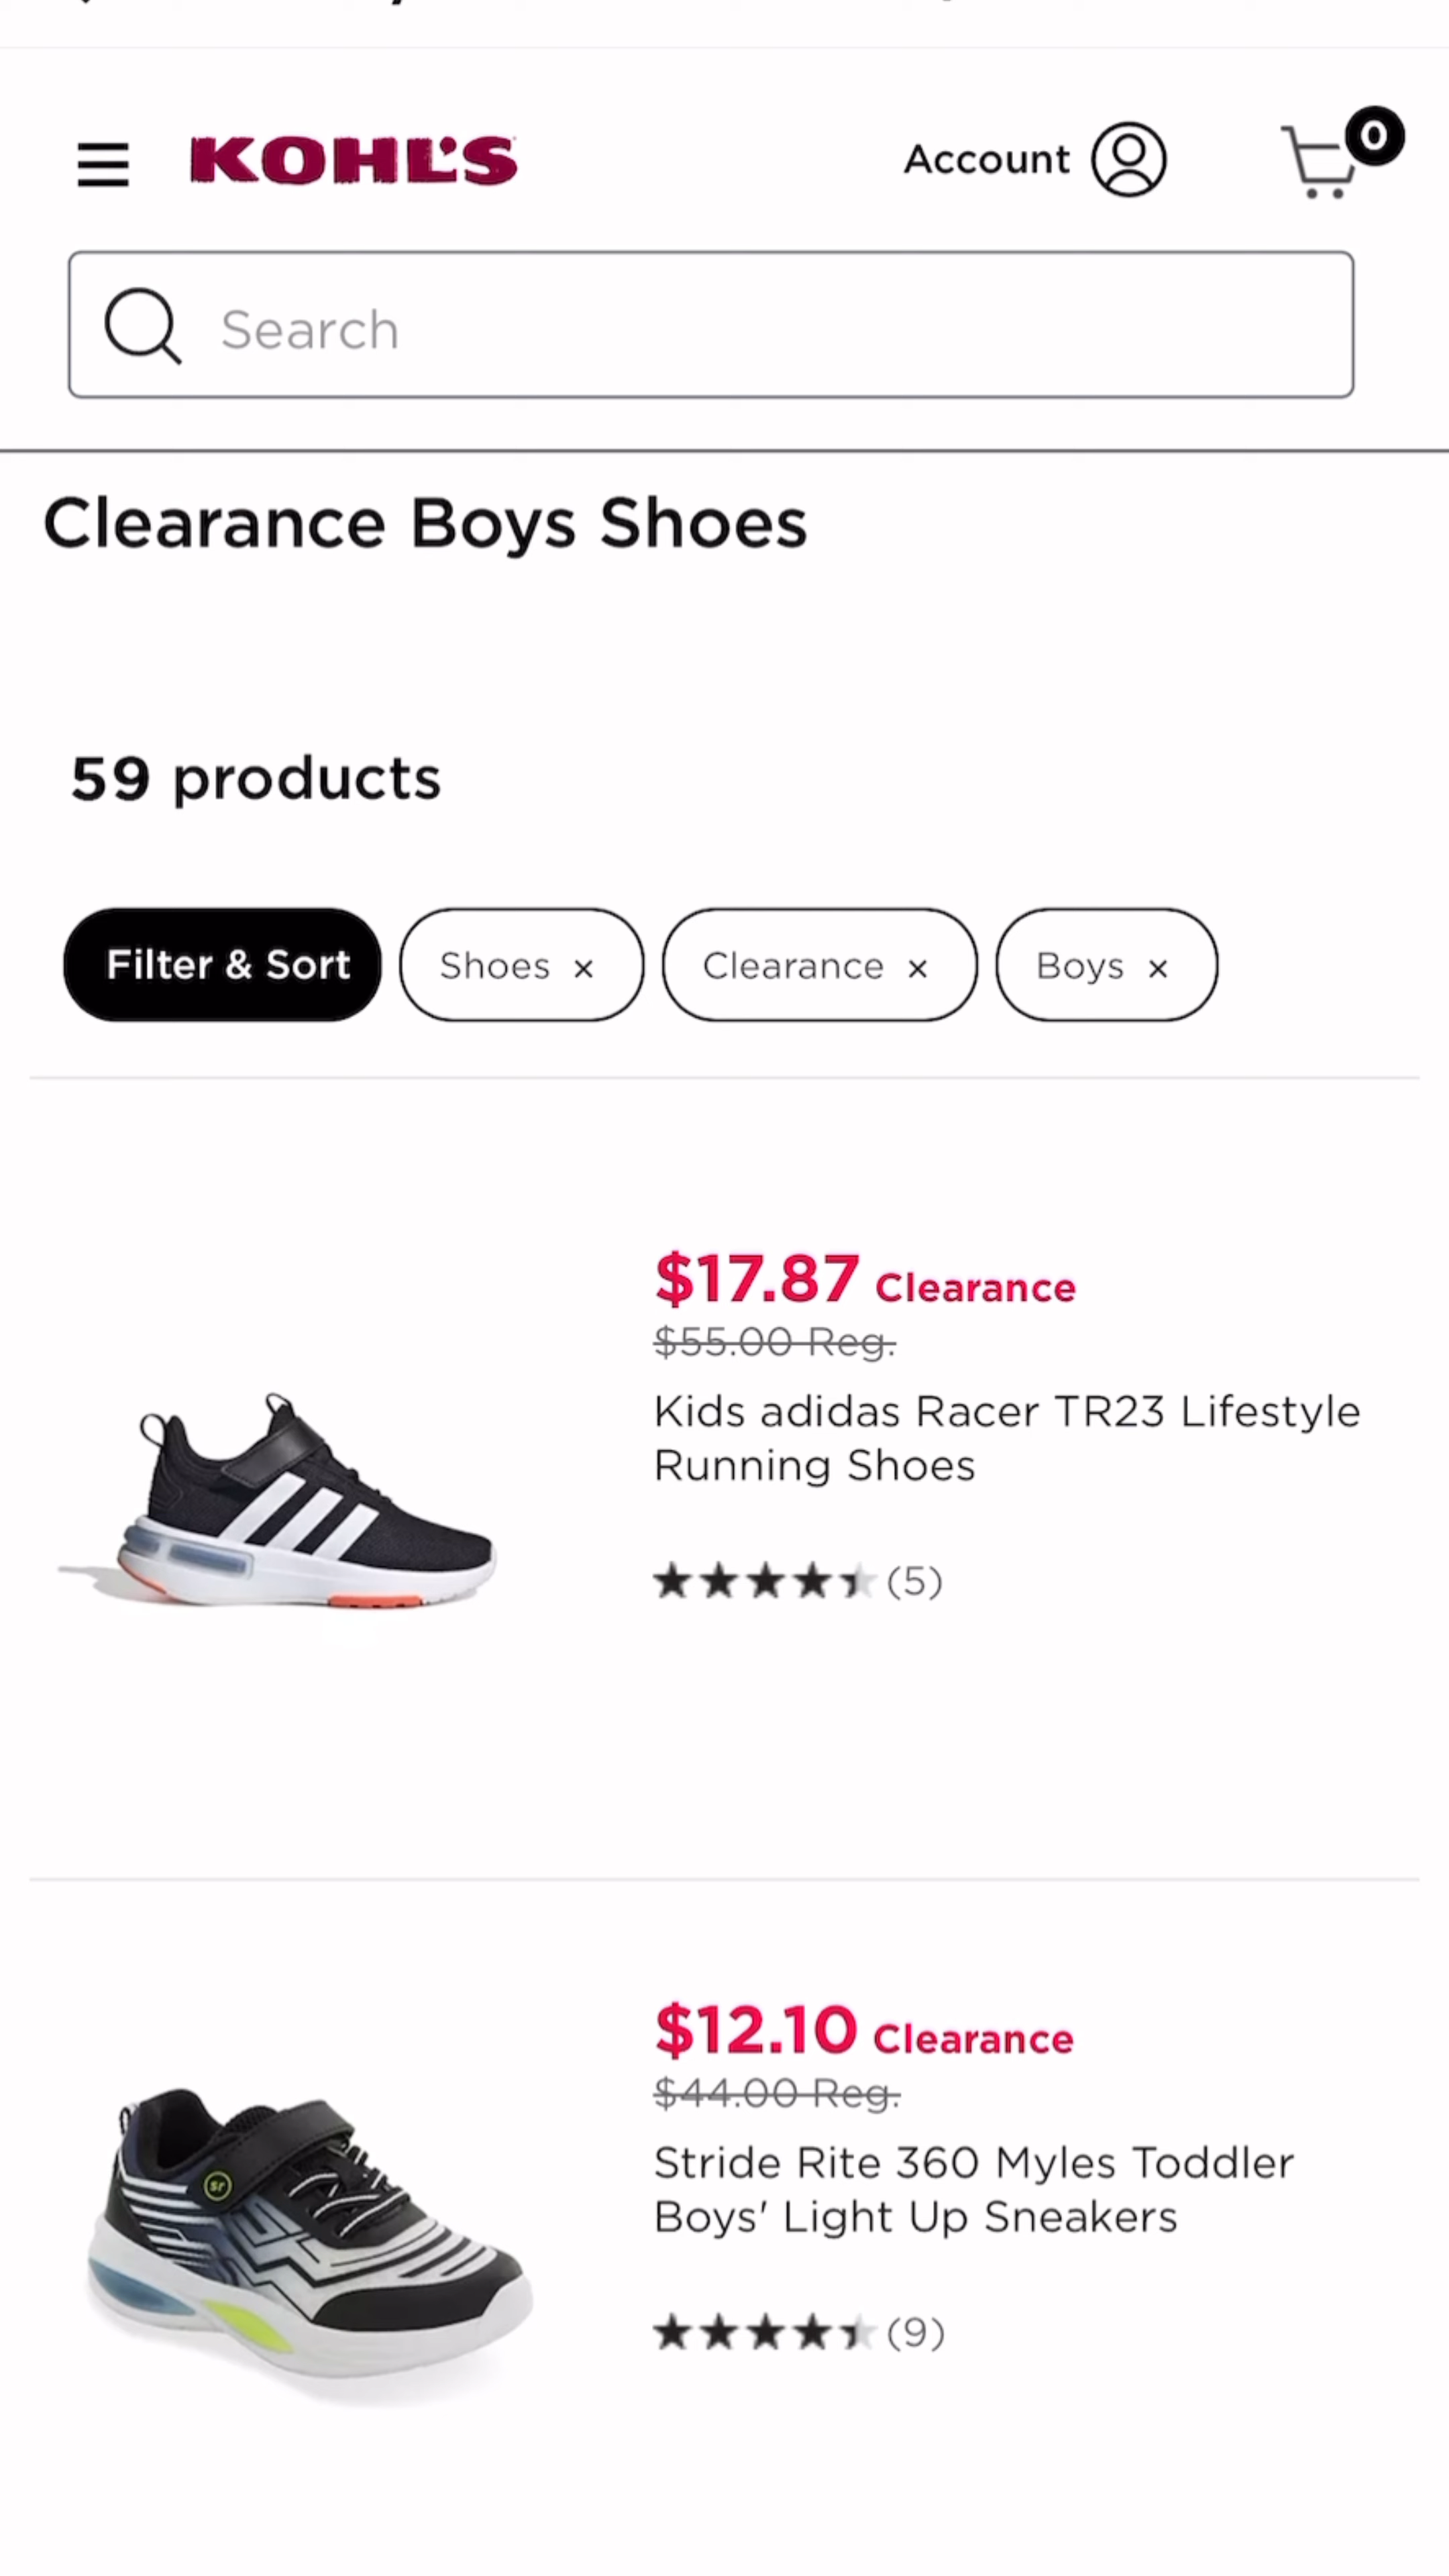 KOHL'S
Account
0
Search
Clearance Boys Shoes
59 products
Filter & Sort
Shoes ×
Clearance ×
Boys ×
$17.87 Clearance
$55.00 Reg.
Kids adidas Racer TR23 Lifestyle
Running Shoes
(5)
sr
$12.10 Clearance
$44.00 Reg.
Stride Rite 360 Myles Toddler
Boys' Light Up Sneakers
(9)